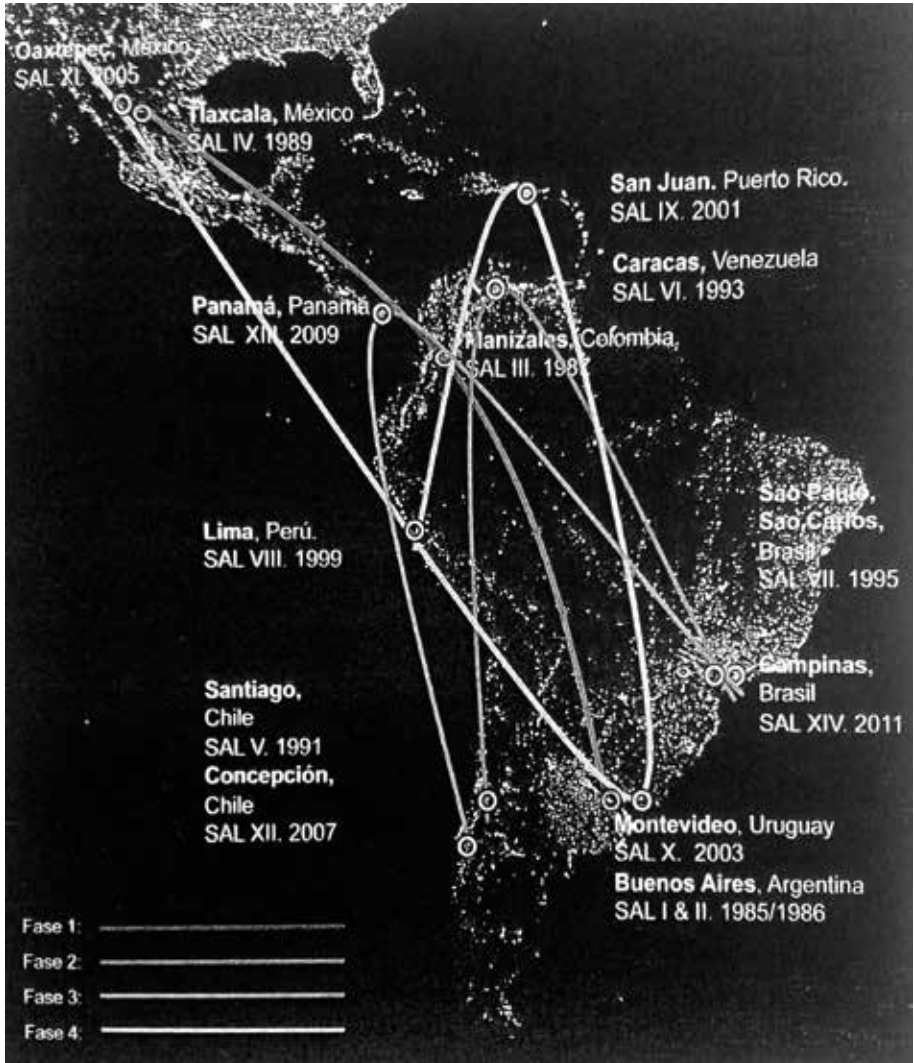 Oaxtepec, México
SAL XI. 2005
Tlaxcala, México
SAL IV. 1989
San Juan. Puerto Rico.
SAL IX. 2001
Caracas, Venezuela
SAL VI. 1993
Panamá, Panamá
SAL XIII. 2009
Manizales, Colombia,
SAL III. 1987
Sao Paulo,
Sao Carlos,
Brasil
SAL VII. 1995
Lima, Perú.
SAL VIII. 1999
Campinas,
Brasil
SAL XIV. 2011
Santiago,
Chile
SAL V. 1991
Concepción,
Chile
SAL XII. 2007
Montevideo, Uruguay
SAL X. 2003
Buenos Aires, Argentina
SAL I & II. 1985/1986
Fase 1:
Fase 2:
Fase 3:
Fase 4: